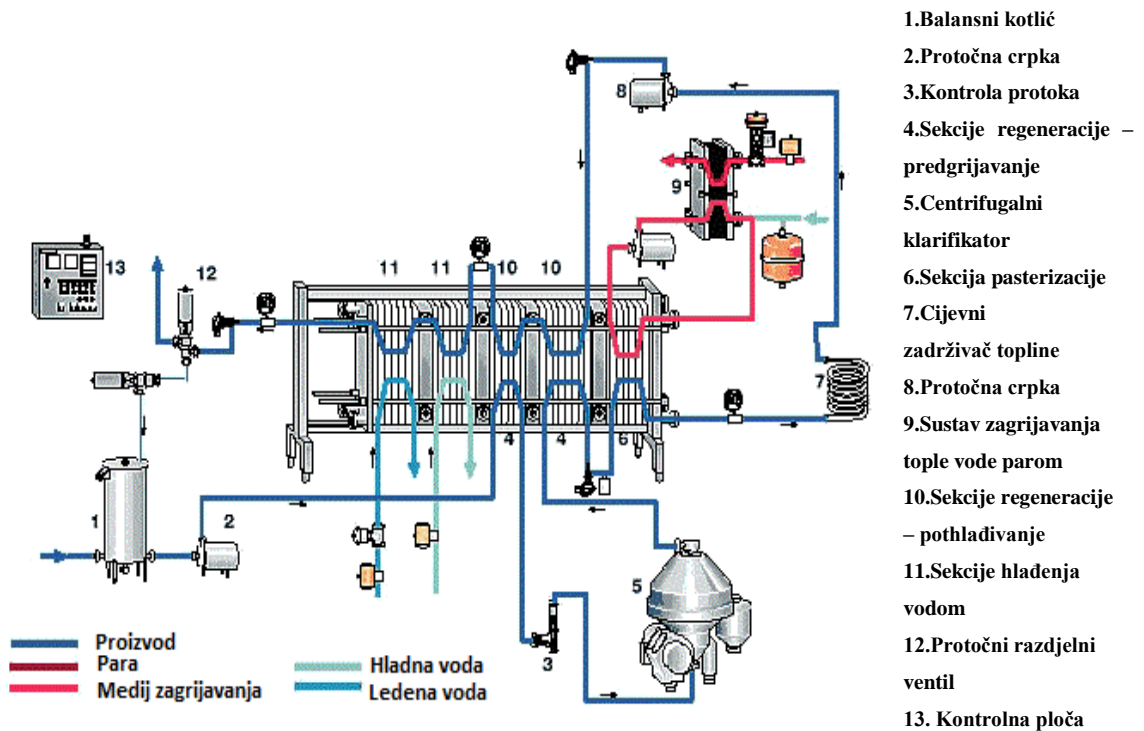 1.Balansni kotlić
2.Protočna crpka
3.Kontrola protoka
4.Sekcije regeneracije –
predgrijavanje
5.Centrifugalni
klarifikator
6.Sekcija pasterizacije
7.Cijevni
zadrživač topline
8.Protočna crpka
9.Sustav zagrijavanja
tople vode parom
10.Sekcije regeneracije
– pothlađivanje
11.Sekcije hlađenja
vodom
12.Protočni razdjelni
ventil
13. Kontrolna ploča
8
9
13
12
11 11 10 10
7
4 4 6
1
2
5
3
Proizvod
Para
Medij zagrijavanja
Hladna voda
Ledena voda